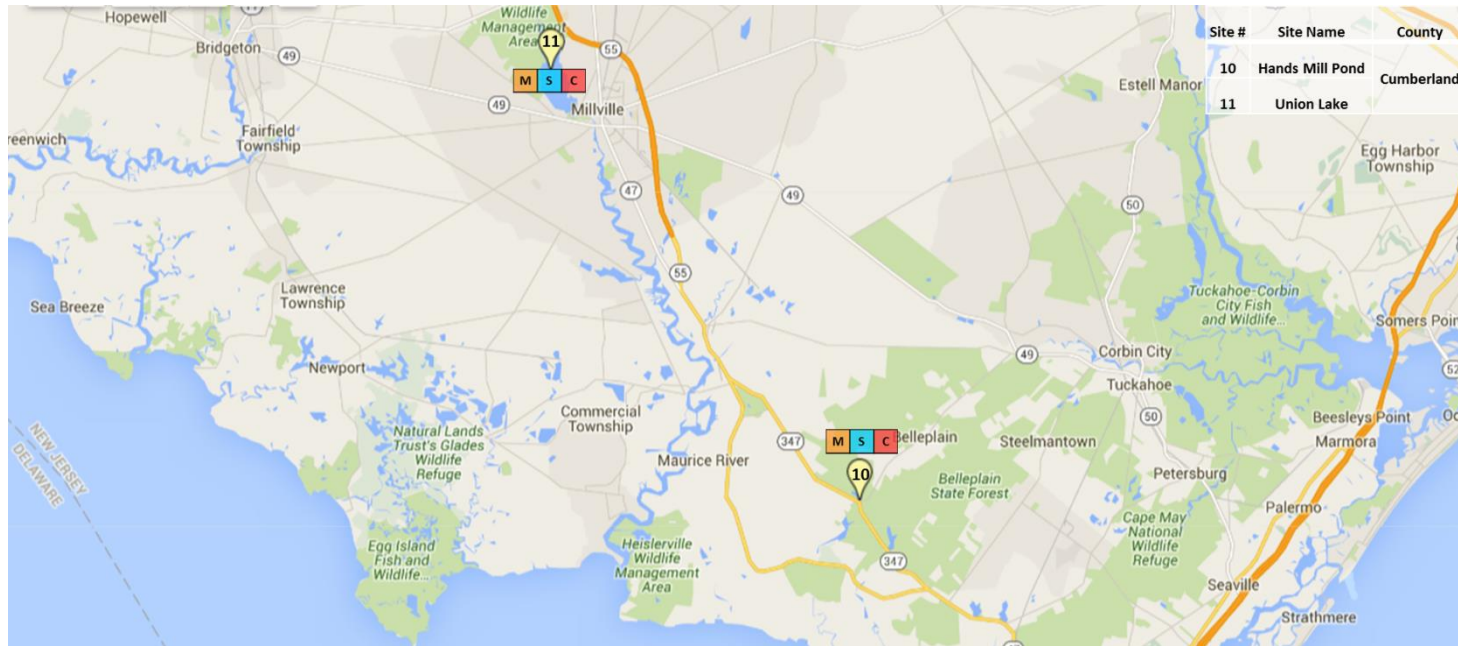 Hopewell
Bridgeton
49
Wildlife
Management
Area
11
M S C
55
49
Millville
Fairfield
Township
47
49
50
Estell Manor
Site # Site Name County
10 Hands Mill Pond
Cumberland
11 Union Lake
Egg Harbor
Township
Lawrence
Township
Sea Breeze
55
Tuckahoe-Corbin
City Fish
and Wildlife...
Somers Poin
49
Corbin City
Tuckahoe
52
Newport
Commercial
Township
Natural Lands
Trust's Glades
Wildlife
Refuge
NEW JERSEY
DELAWARE
Maurice River
347
M S C
10
Belleplain
Steelmantown
50
Beesleys Point
Marmora
Petersburg
Belleplain
State Forest
Palermo
Cape May
National
Wildlife
Refuge
Egg Island
Fish and
Wildlife...
Heislerville
Wildlife
Management
Area
347
Seaville
Strathmere